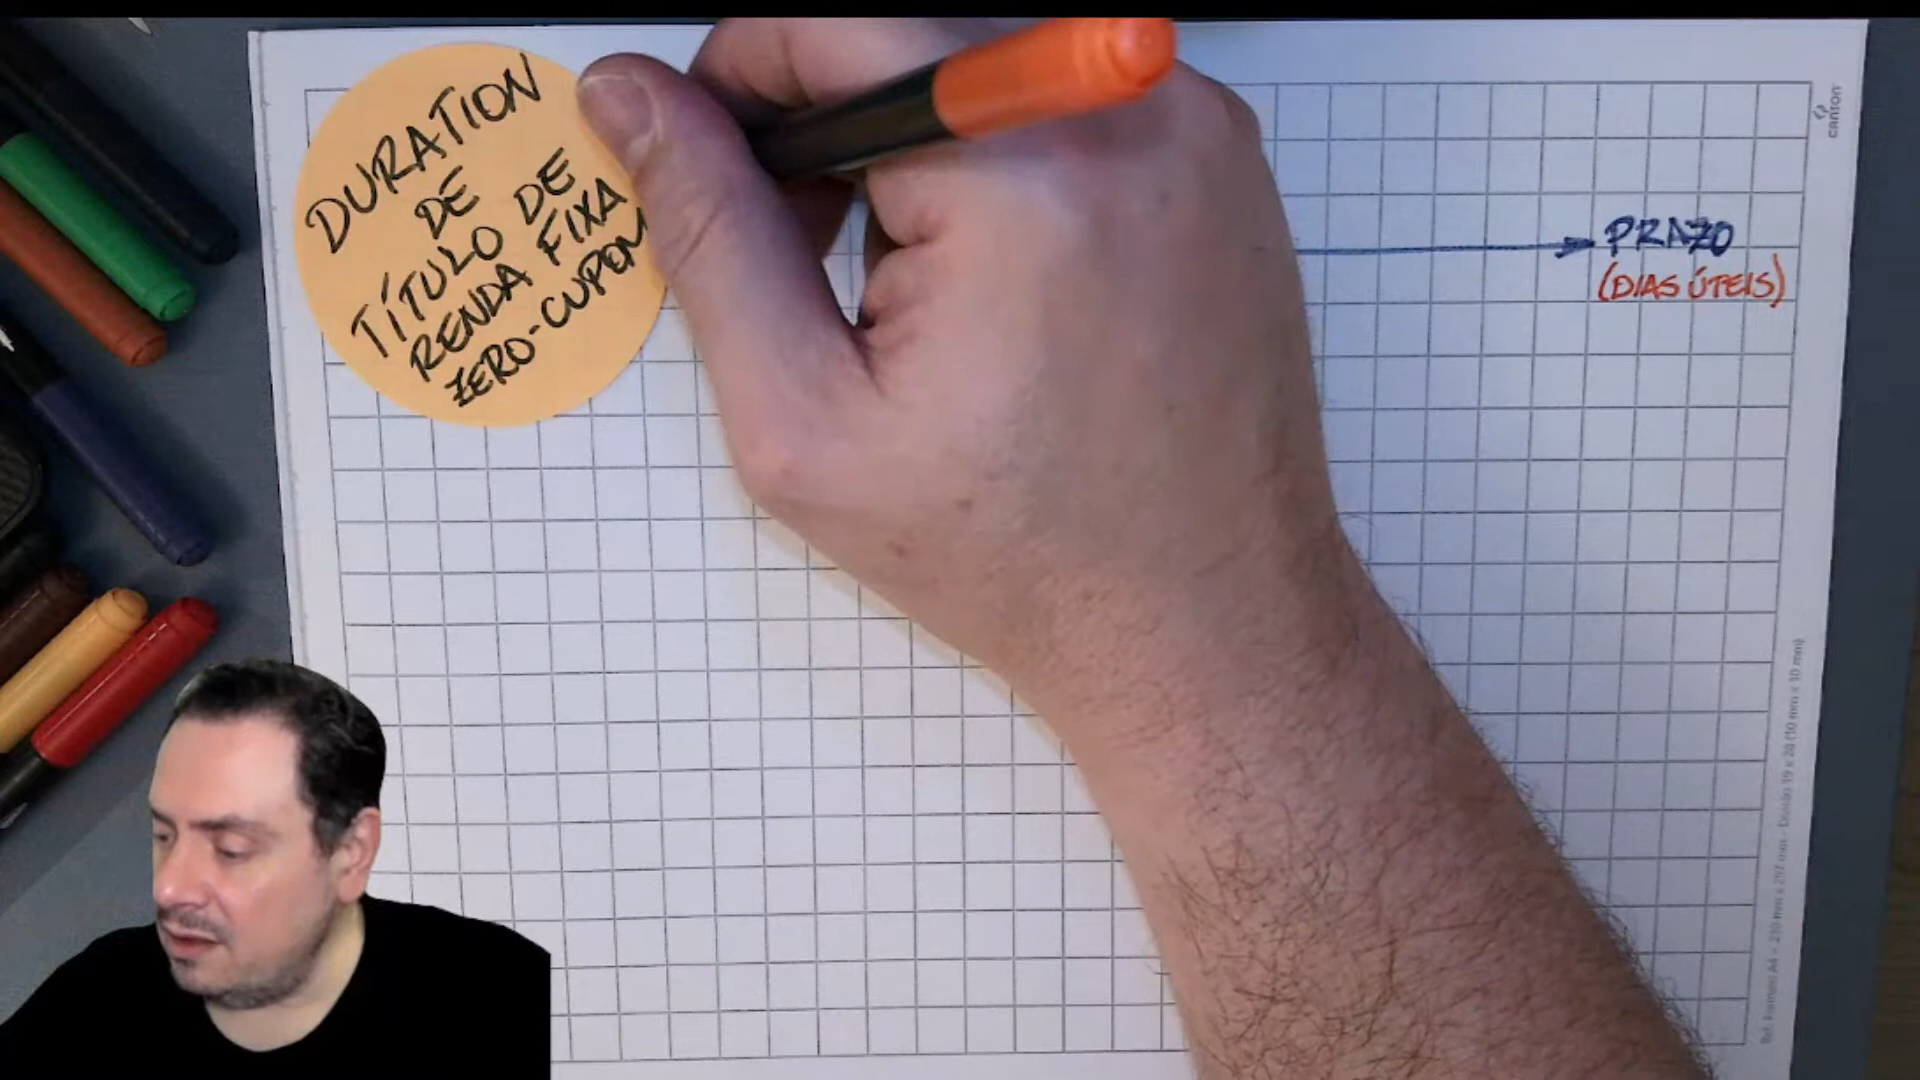 DURATION
DE
TÍTULO DE
RENDA FIXA
ZERO-CUPOM
PRAZO
(DIAS ÚTEIS)
canson